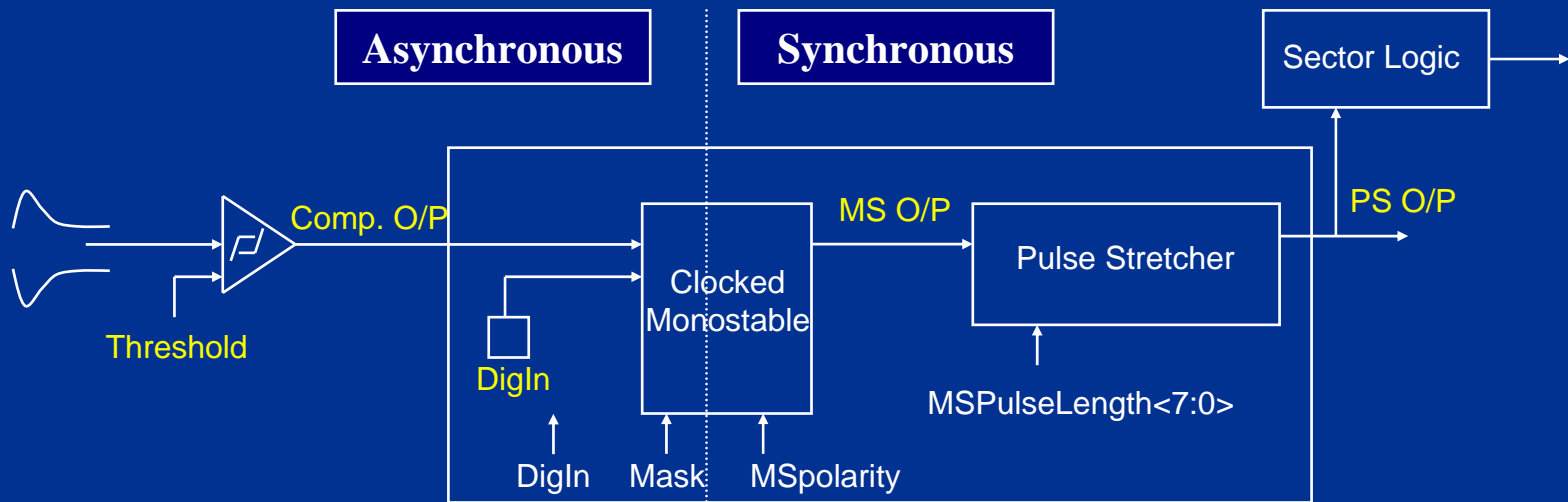 Asynchronous
Synchronous
Sector Logic
Comp. O/P
MS O/P
PS O/P
Pulse Stretcher
Clocked
Monostable
Threshold
DigIn
MSPulseLength<7:0>
DigIn
Mask
MSpolarity